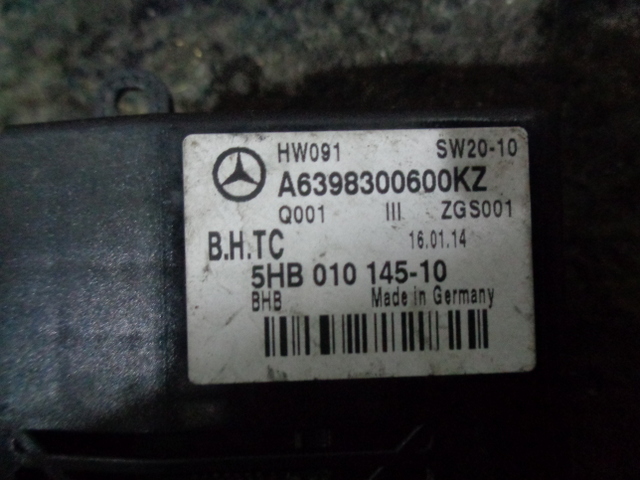 HW091 SW20-10
A6398300600KZ
Q001 III ZGS001
B.H.TC 16.01.14
5HB 010 145-10
BHB Made in Germany